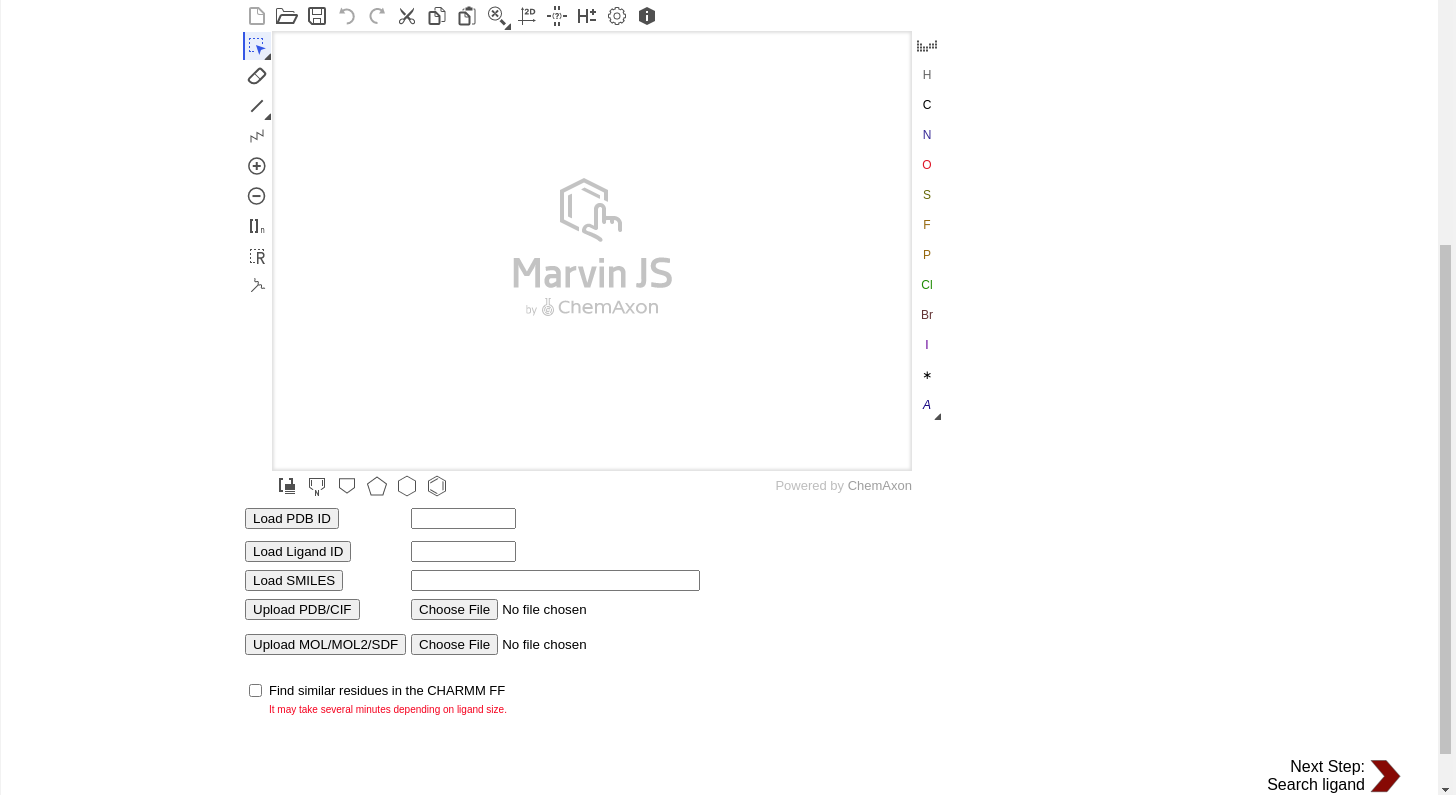 2D
(?)
H±
H
C
N
O
S
F
P
Cl
Br
I
*
A
[]n
R
Marvin JS
by ChemAxon
N
Powered by ChemAxon
Load PDB ID
Load Ligand ID
Load SMILES
Upload PDB/CIF Choose File No file chosen
Upload MOL/MOL2/SDF Choose File No file chosen
Find similar residues in the CHARMM FF
It may take several minutes depending on ligand size.
Next Step:
Search ligand